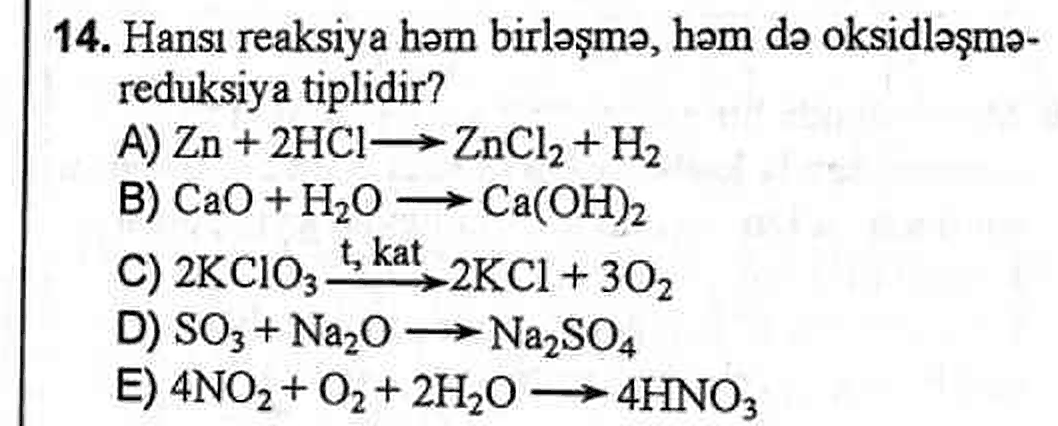 14. Hansı reaksiya həm birləşmə, həm də oksidləşmə-
reduksiya tiplidir?
A) Zn + 2HCl ⟶ ZnCl₂ + H₂
B) CaO + H₂O ⟶ Ca(OH)₂
C) 2KClO₃ t, kat ⟶ 2KCl + 3O₂
D) SO₃ + Na₂O ⟶ Na₂SO₄
E) 4NO₂ + O₂ + 2H₂O ⟶ 4HNO₃